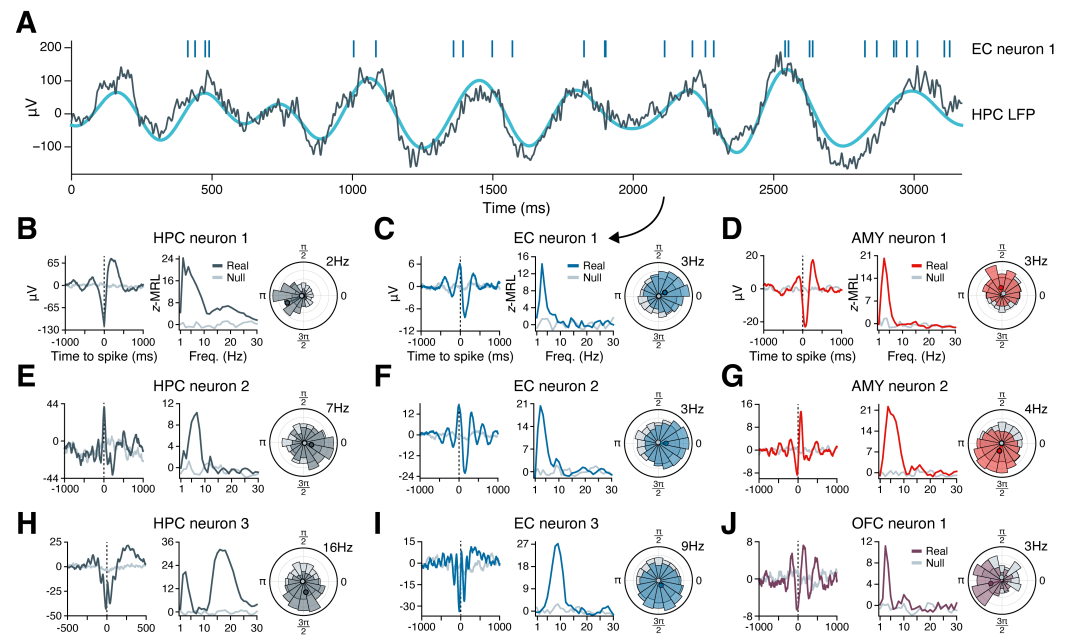 A
200
100
0
−100
µV
EC neuron 1
HPC LFP
0
500
1000
1500
2000
2500
3000
Time (ms)
B
HPC neuron 1
65
0
-65
-130
µV
-1000
0
1000
Time to spike (ms)
24
16
8
0
z-MRL
Real
Null
1
10
20
30
Freq. (Hz)
π/2
2Hz
π
0
3π/2
C
EC neuron 1
6
0
-6
-12
µV
-1000
0
1000
Time to spike (ms)
16
12
8
4
0
z-MRL
Real
Null
1
10
20
30
Freq. (Hz)
π/2
3Hz
π
0
3π/2
D
AMY neuron 1
20
0
-20
µV
-1000
0
1000
Time to spike (ms)
21
14
7
0
z-MRL
Real
Null
1
10
20
30
Freq. (Hz)
π/2
3Hz
π
0
3π/2
E
HPC neuron 2
44
0
-44
-1000
0
1000
12
8
4
0
1
10
20
30
π/2
7Hz
π
0
3π/2
F
EC neuron 2
12
0
-12
-24
-1000
0
1000
21
14
7
0
1
10
20
30
π/2
3Hz
π
0
3π/2
G
AMY neuron 2
16
8
0
-8
-1000
0
1000
21
14
7
0
1
10
20
30
π/2
4Hz
π
0
3π/2
H
HPC neuron 3
25
0
-25
-50
-500
0
500
36
24
12
0
1
10
20
30
π/2
16Hz
π
0
3π/2
I
EC neuron 3
15
0
-15
-30
-1000
0
1000
27
18
9
0
1
10
20
30
π/2
9Hz
π
0
3π/2
J
OFC neuron 1
8
0
-8
-1000
0
1000
12
8
4
0
Real
Null
1
10
20
30
π/2
3Hz
π
0
3π/2